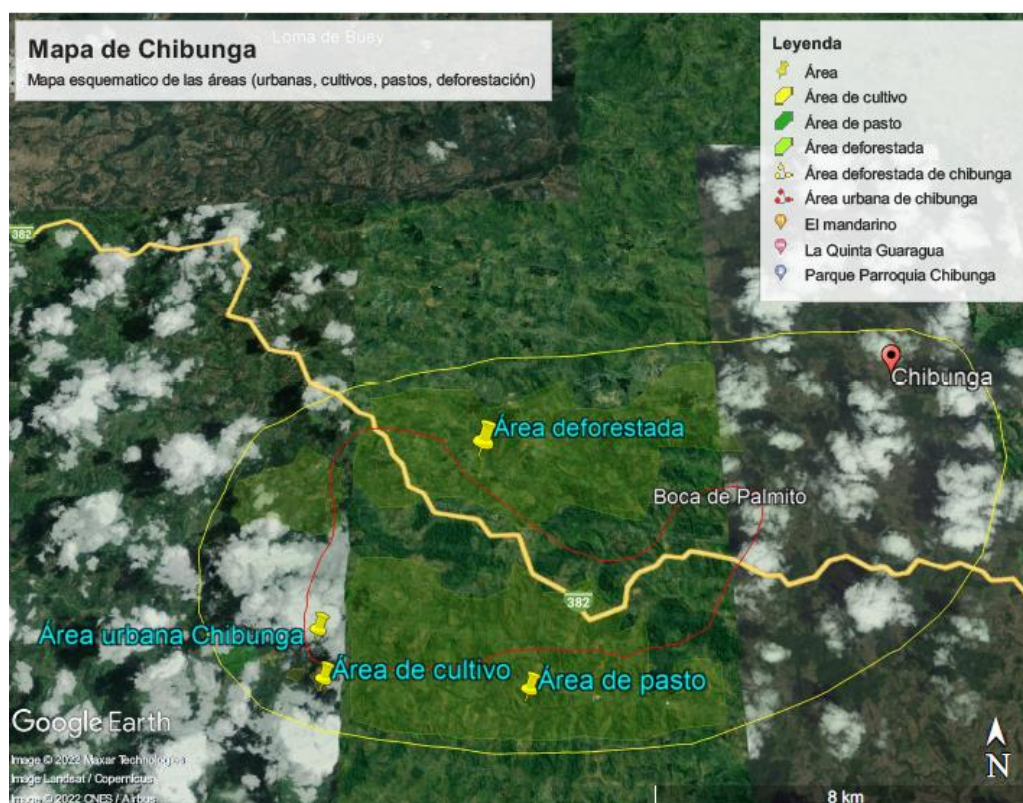 Loma de Buey
Mapa de Chibunga
Mapa esquematico de las áreas (urbanas, cultivos, pastos, deforestación)
Leyenda
Área
Área de cultivo
Área de pasto
Área deforestada
Área deforestada de chibunga
Área urbana de chibunga
El mandarino
La Quinta Guaragua
Parque Parroquia Chibunga
382
Chibunga
Área deforestada
Boca de Palmito
382
Área urbana Chibunga
Área de cultivo
Área de pasto
Google Earth
Image © 2022 Maxar Technologies
Image Landsat / Copernicus
Image © 2022 CNES / Airbus
N
8 km